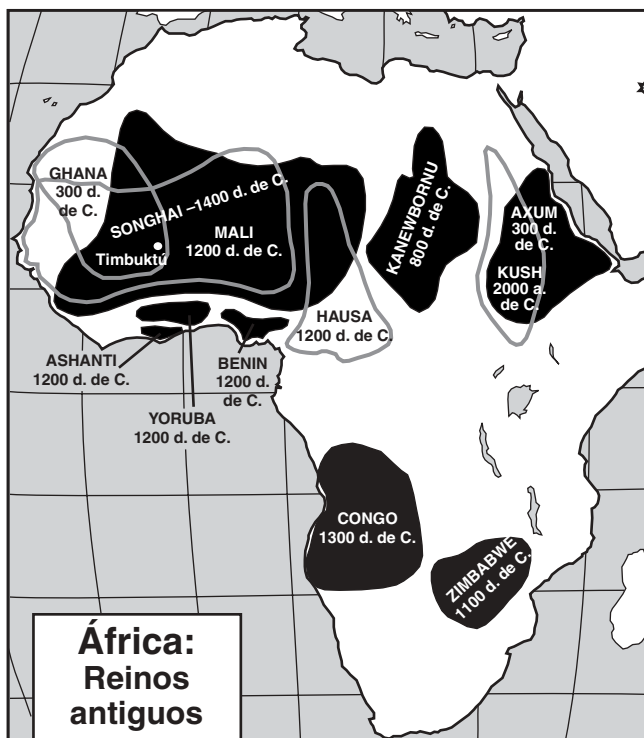 GHANA
300 d.
de C.
SONGHAI –1400 d. de C.
MALI
1200 d. de C.
Timbuktú
KANEWBORNU
800 d. de C.
AXUM
300 d.
de C.
KUSH
2000 a.
de C.
HAUSA
1200 d. de C.
ASHANTI
1200 d. de C.
BENIN
1200 d.
de C.
YORUBA
1200 d. de C.
CONGO
1300 d. de C.
ZIMBABWE
1100 d. de C.
África:
Reinos
antiguos